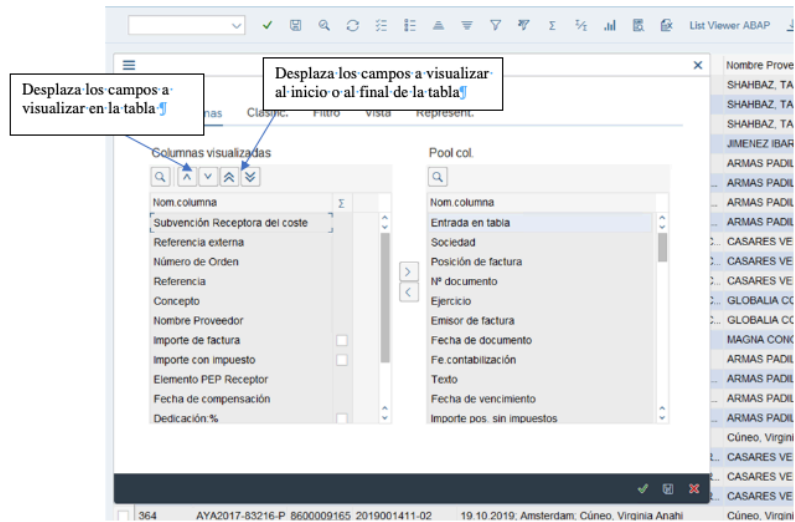 List Viewer ABAP
Desplaza los campos a
visualizar en la tabla¶
Desplaza los campos a visualizar
al inicio o al final de la tabla¶
nas Clasific. Filtro Vista Represent.
Columnas visualizadas
Nom.columna Σ
Subvención Receptora del coste
Referencia externa
Número de Orden
Referencia
Concepto
Nombre Proveedor
Importe de factura
Importe con impuesto
Elemento PEP Receptor
Fecha de compensación
Dedicación:%
Pool col.
Nom.columna
Entrada en tabla
Sociedad
Posición de factura
Nº documento
Ejercicio
Emisor de factura
Fecha de documento
Fe.contabilización
Texto
Fecha de vencimiento
Importe pos. sin impuestos
Nombre Prove
SHAHBAZ, TA
SHAHBAZ, TA
SHAHBAZ, TA
JIMENEZ IBAR
ARMAS PADIL
ARMAS PADIL
ARMAS PADIL
ARMAS PADIL
C... CASARES VE
C... CASARES VE
C... CASARES VE
C... GLOBALIA CO
C... GLOBALIA CO
MAGNA CONG
ARMAS PADIL
ARMAS PADIL
ARMAS PADIL
ARMAS PADIL
Cúneo, Virgini
CASARES VE
CASARES VE
CASARES VE
364 AYA2017-83216-P 8600009165 2019001411-02 19.10.2019; Amsterdam; Cúneo, Virginia Anahi Cúneo, Virgini